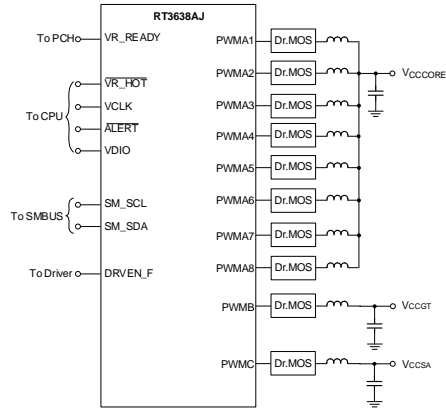 RT3638AJ
To PCH
VR_READY
PWMA1
Dr.MOS
PWMA2
Dr.MOS
VCCCORE
VR_HOT
To CPU
VCLK
PWMA3
Dr.MOS
ALERT
PWMA4
Dr.MOS
VDIO
PWMA5
Dr.MOS
To SMBUS
SM_SCL
PWMA6
Dr.MOS
SM_SDA
PWMA7
Dr.MOS
To Driver
DRVEN_F
PWMA8
Dr.MOS
PWMB
Dr.MOS
VCCGT
PWMC
Dr.MOS
VCCSA